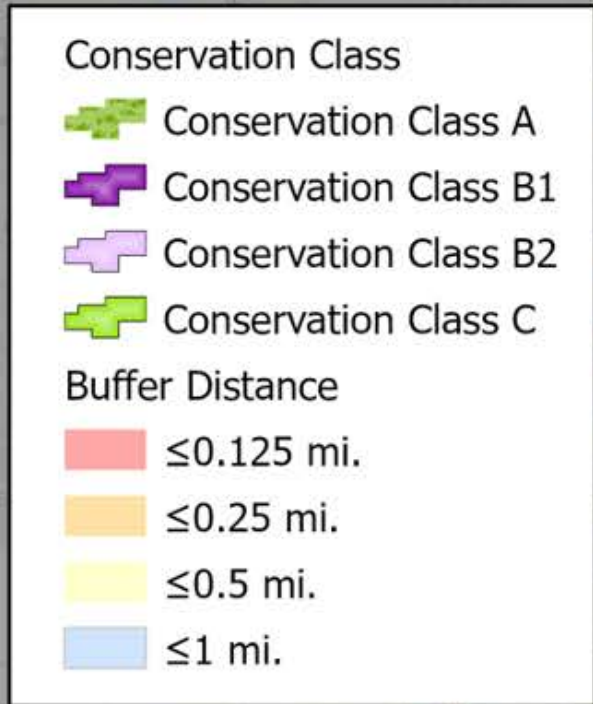 Conservation Class
Conservation Class A
Conservation Class B1
Conservation Class B2
Conservation Class C
Buffer Distance
≤0.125 mi.
≤0.25 mi.
≤0.5 mi.
≤1 mi.